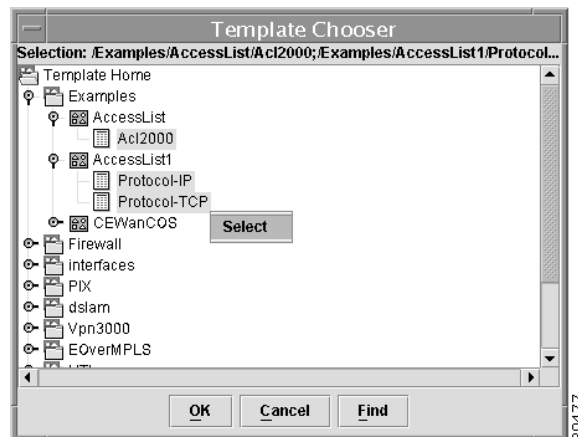 Template Chooser
Selection: /Examples/AccessList/Acl2000;/Examples/AccessList1/Protocol...
Template Home
Examples
AccessList
Acl2000
AccessList1
Protocol-IP
Protocol-TCP
CEWanCOS
Select
Firewall
interfaces
PIX
dslam
Vpn3000
EOverMPLS
OK Cancel Find